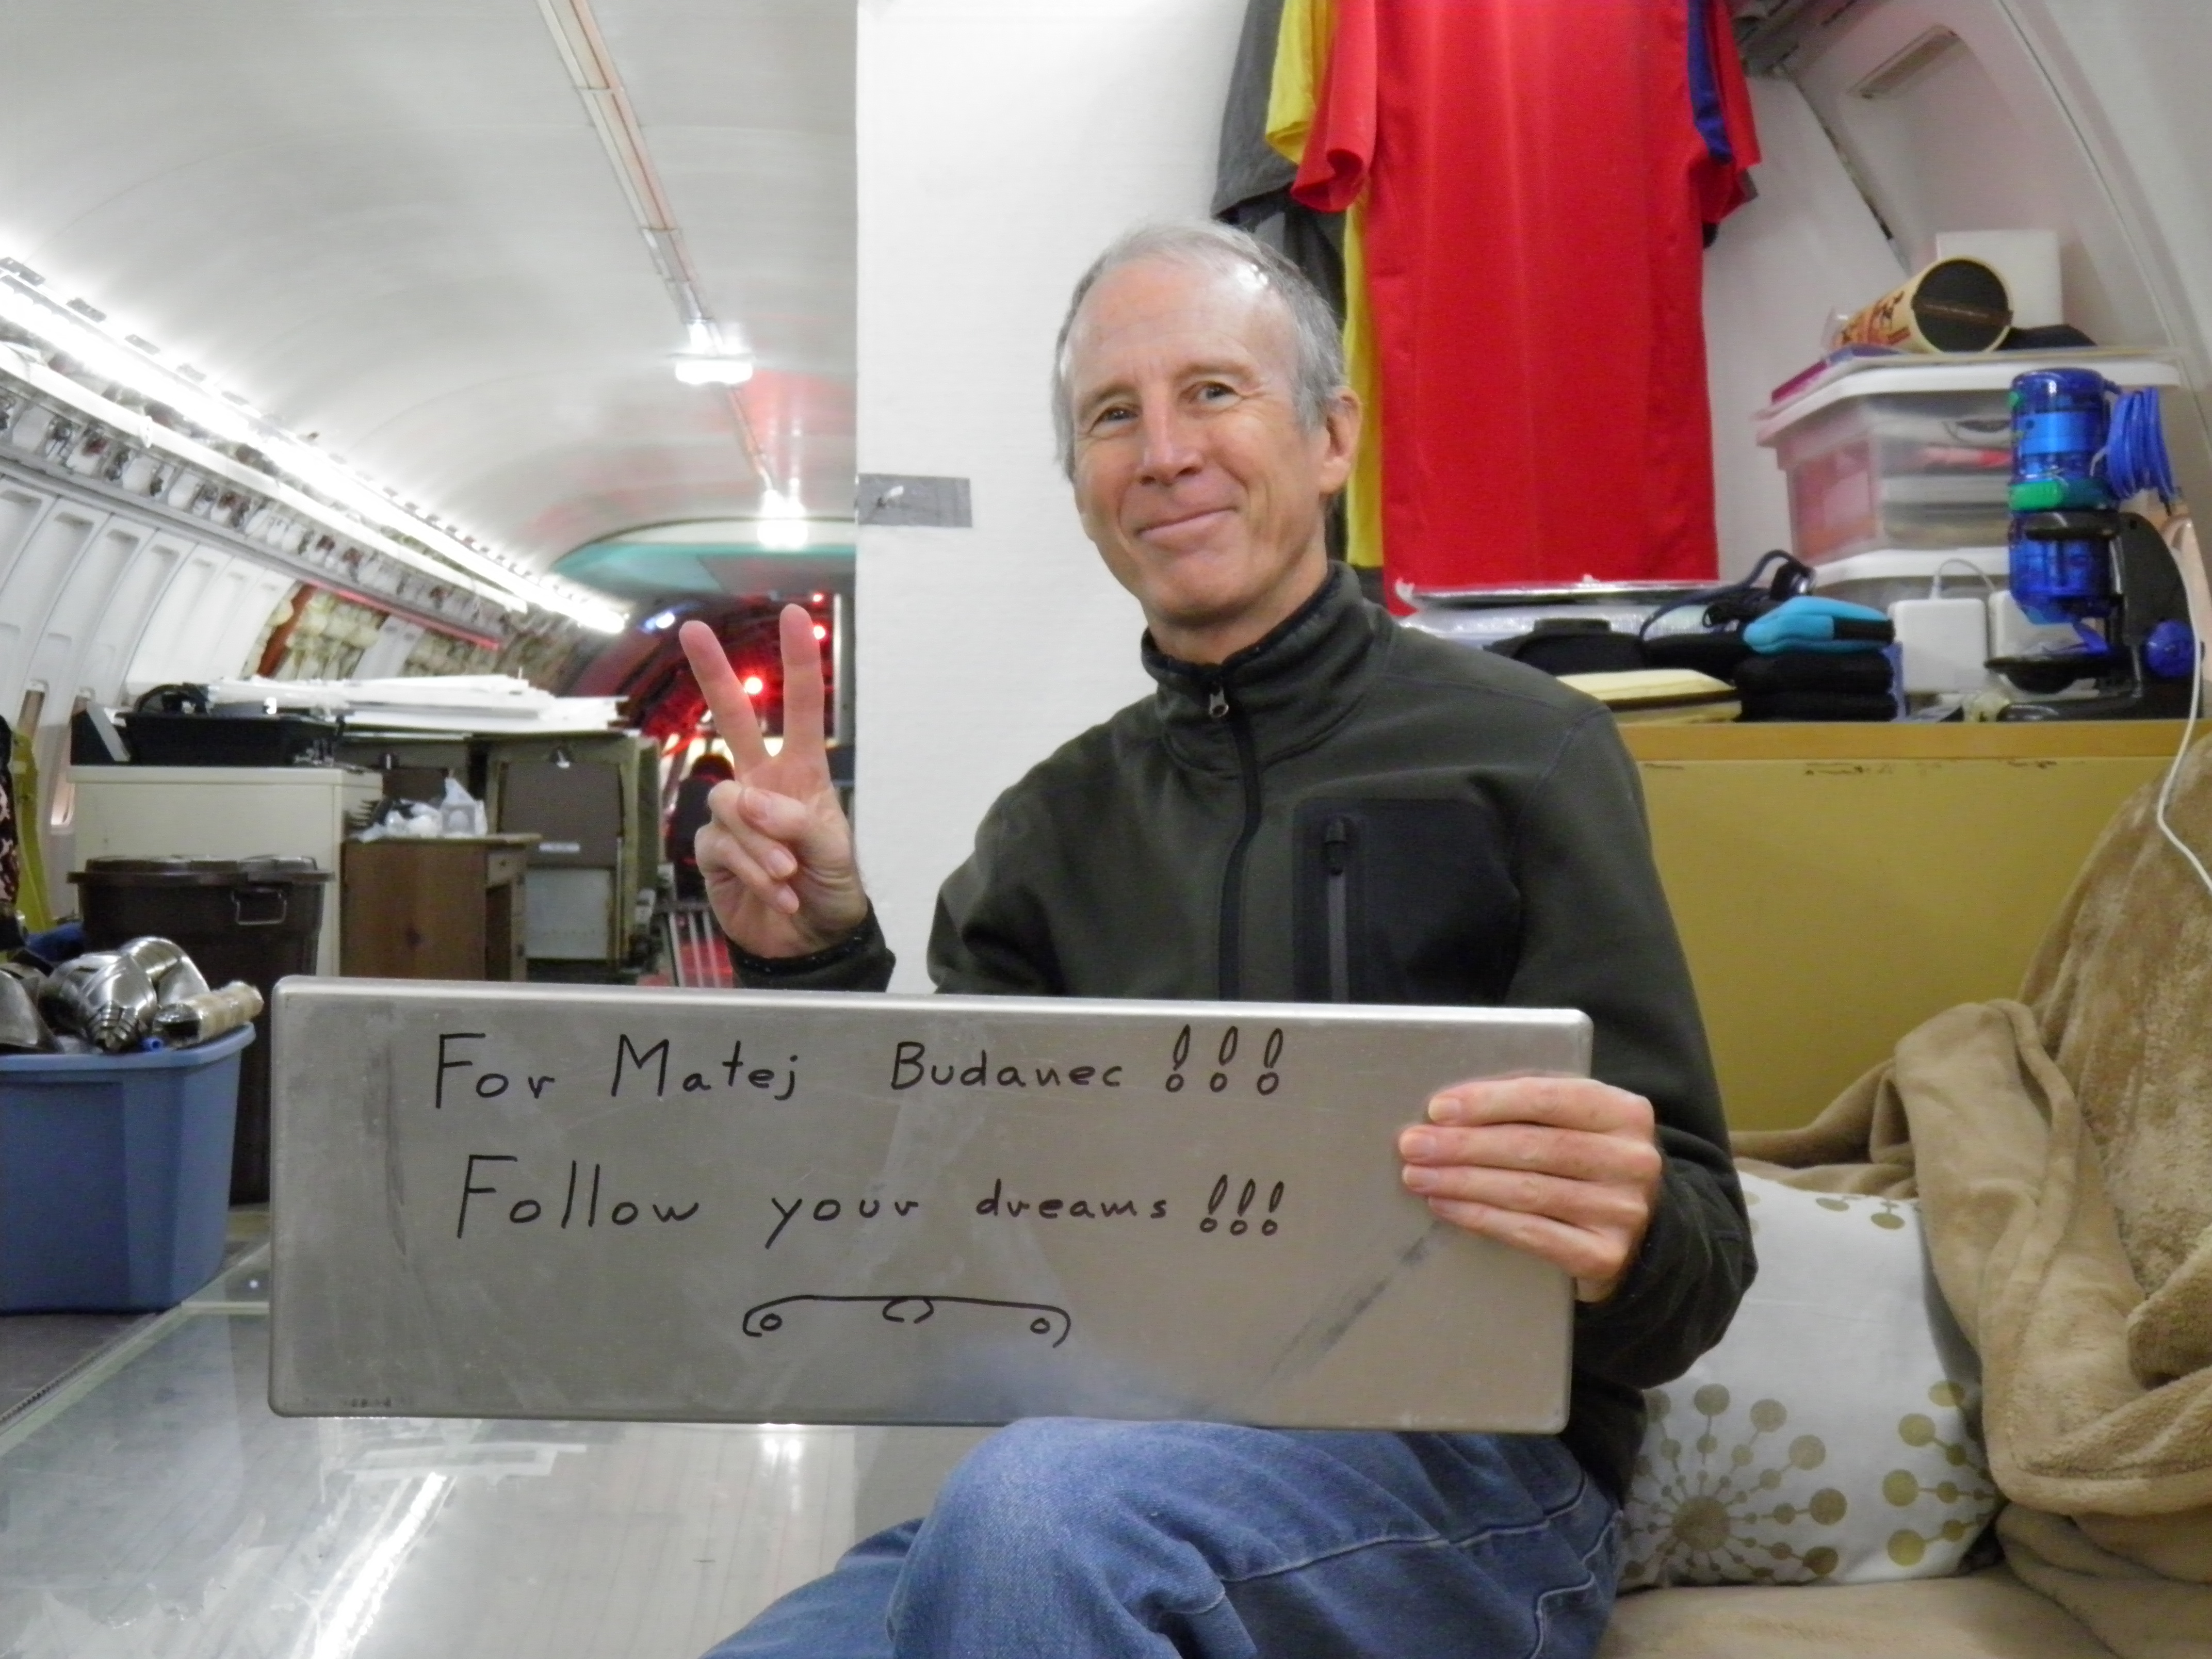 For Matej Budanec !!!
Follow your dreams !!!